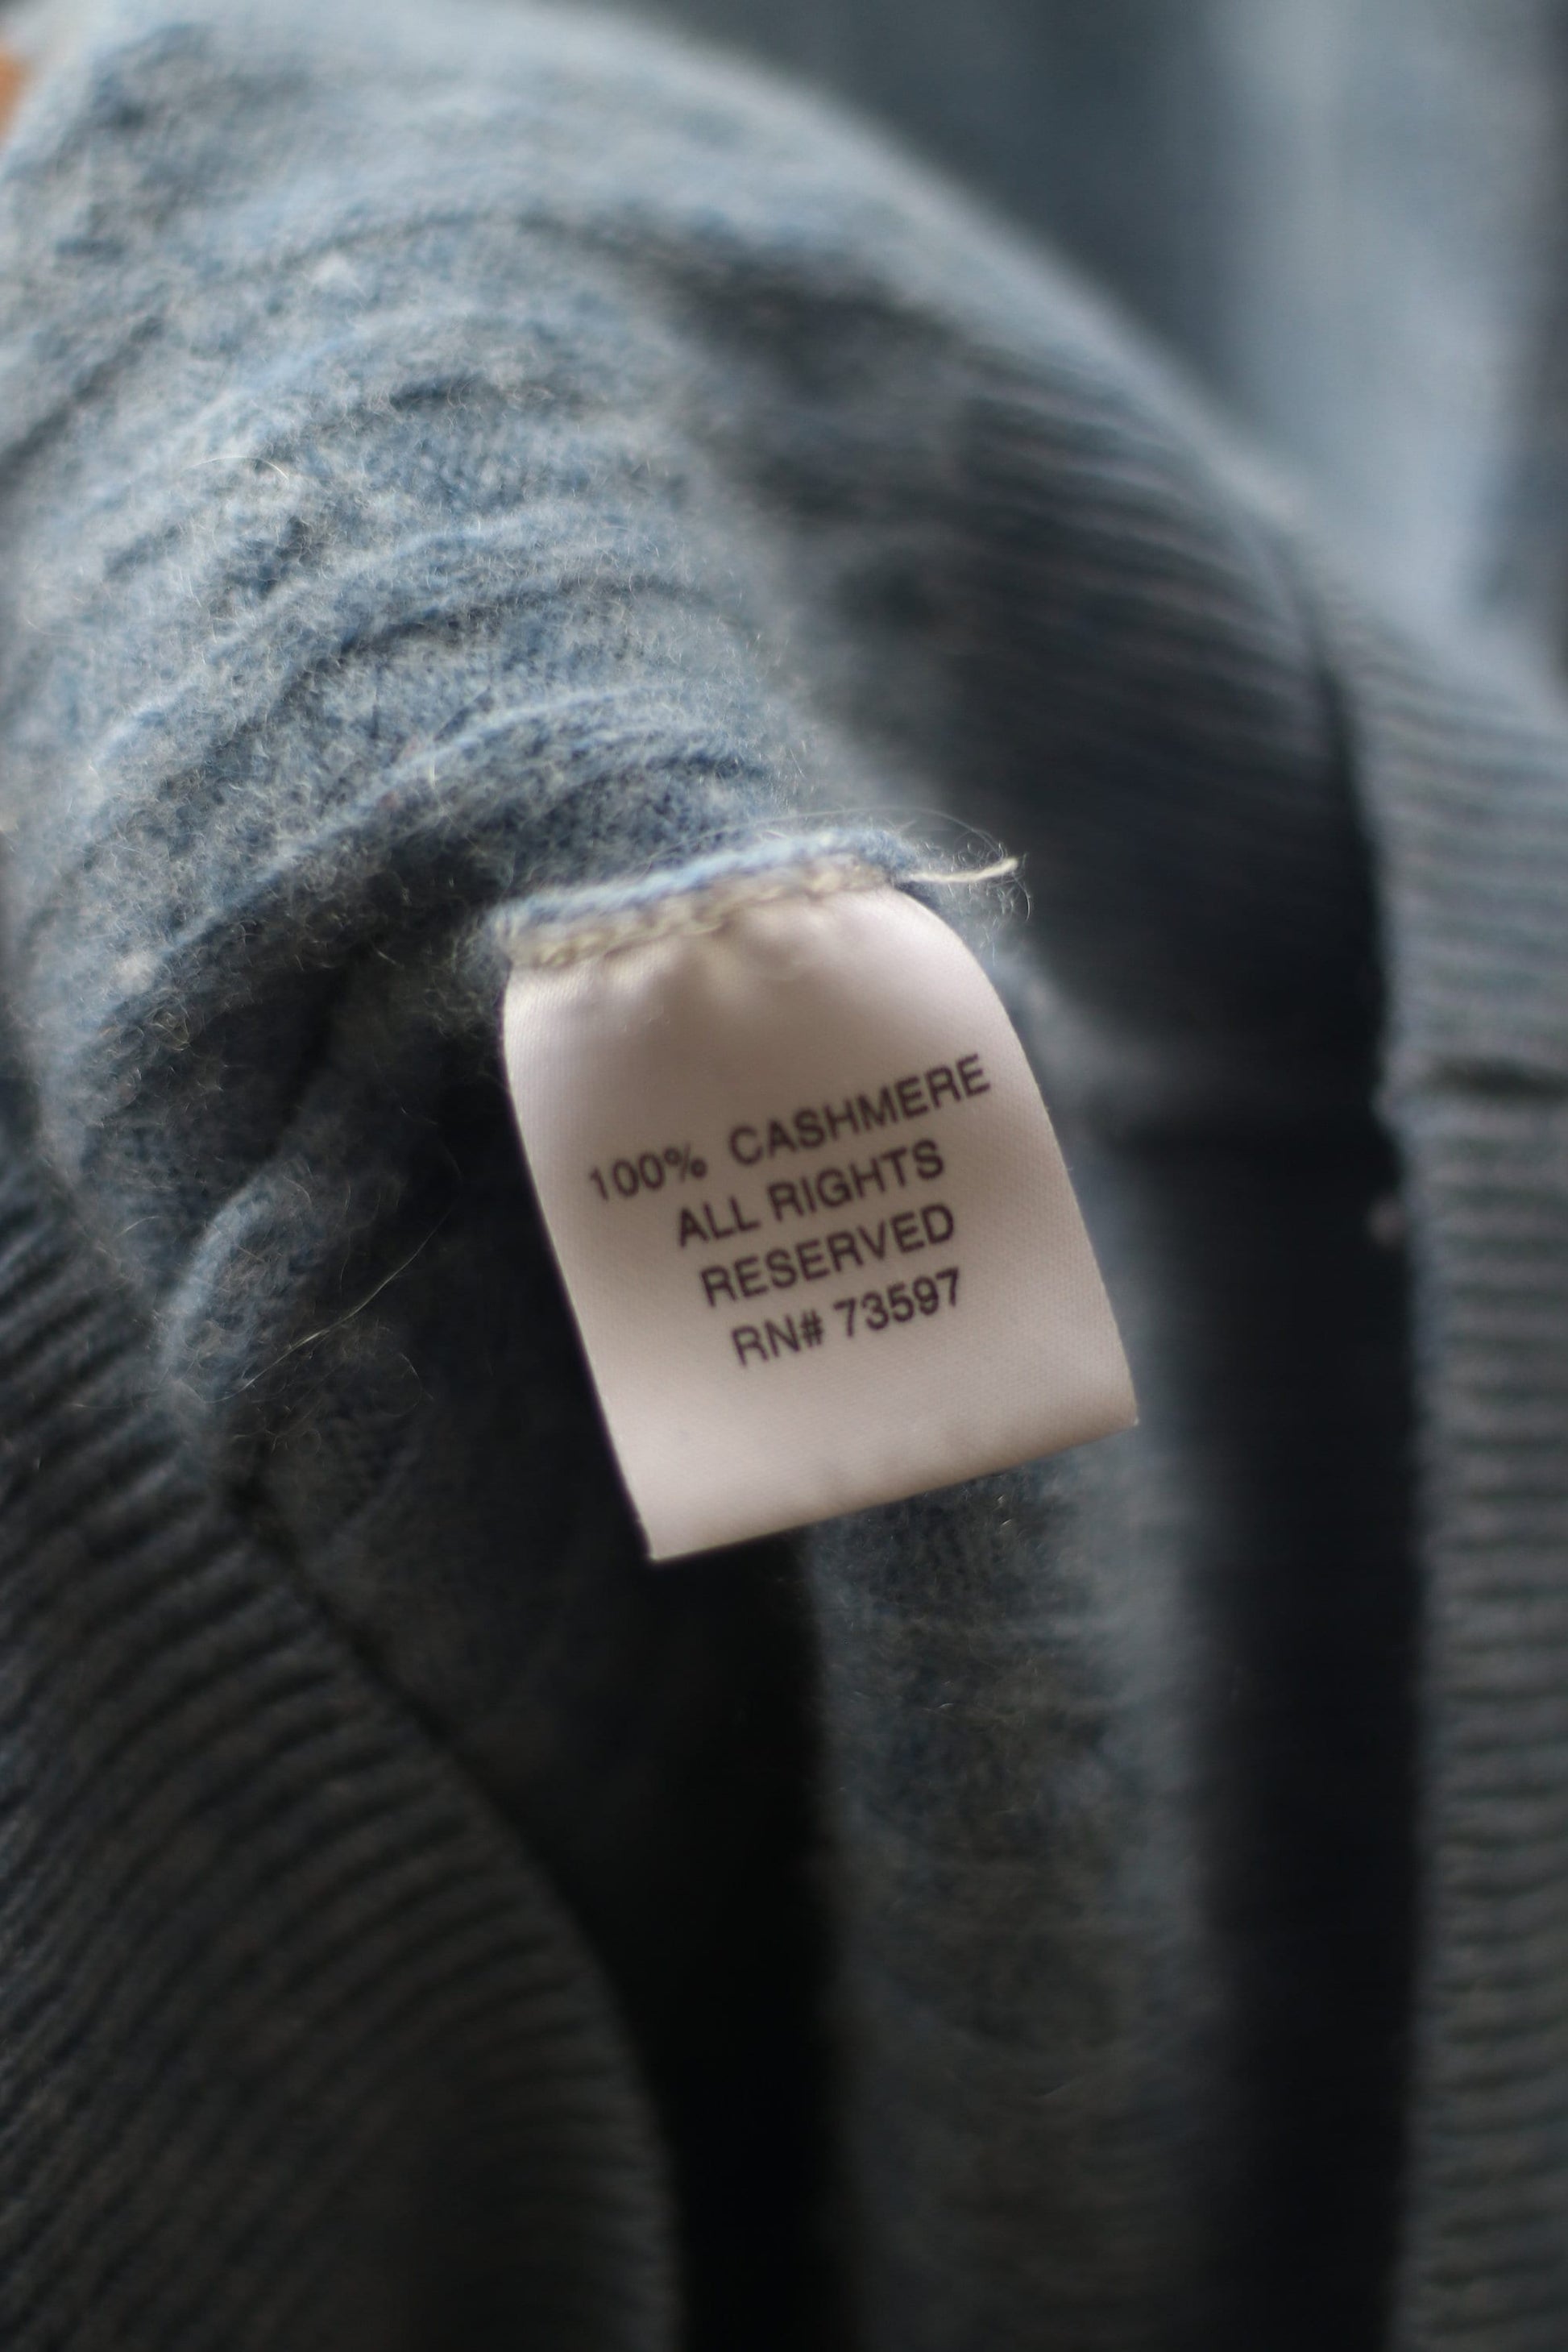 100% CASHMERE
ALL RIGHTS
RESERVED
RN# 73597